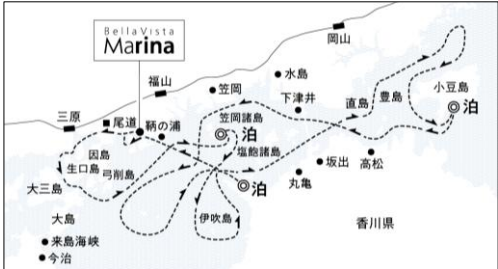 BellaVista
Marina
岡山
福山
笠岡
水島
小豆島
三原
尾道
鞆の浦
笠岡諸島
泊
下津井
直島
豊島
泊
因島
生口島
弓削島
塩飽諸島
坂出
高松
大三島
泊
丸亀
大島
伊吹島
香川県
来島海峡
今治